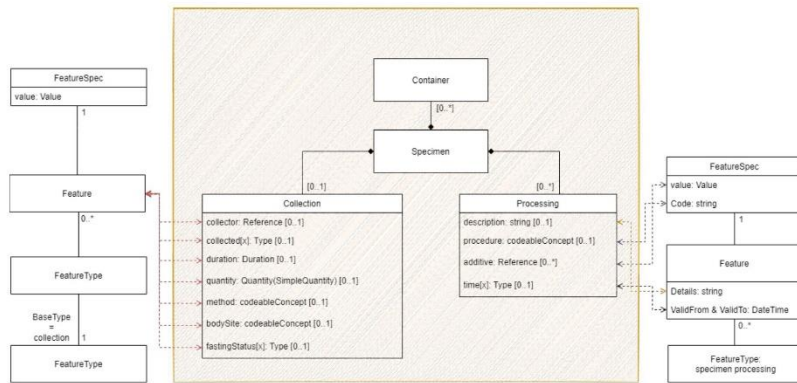 FeatureSpec
value: Value
1
Feature
0..*
FeatureType
BaseType
=
collection
1
FeatureType
Container
[0..*]
Specimen
[0..1]
[0..*]
Collection
collector: Reference [0..1]
collected[x]: Type [0..1]
duration: Duration [0..1]
quantity: Quantity(SimpleQuantity) [0..1]
method: codeableConcept [0..1]
bodySite: codeableConcept [0..1]
fastingStatus[x]: Type [0..1]
Processing
description: string [0..1]
procedure: codeableConcept [0..1]
additive: Reference [0..*]
time[x]: Type [0..1]
FeatureSpec
value: Value
Code: string
1
Feature
Details: string
ValidFrom & ValidTo: DateTime
0..*
FeatureType:
specimen processing